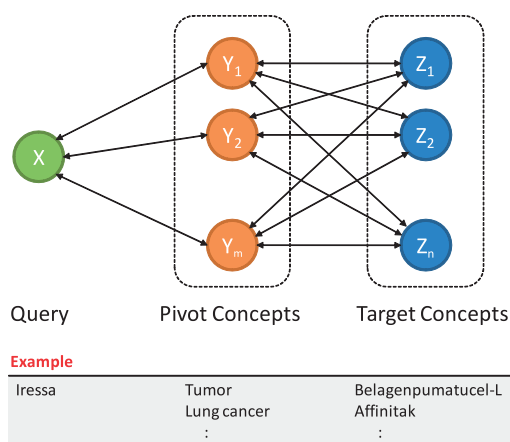 Y1 Z1
Y2 Z2
X
Ym Zn
Query Pivot Concepts Target Concepts
Example
Iressa Tumor Belagenpumatucel-L
Lung cancer Affinitak
: :